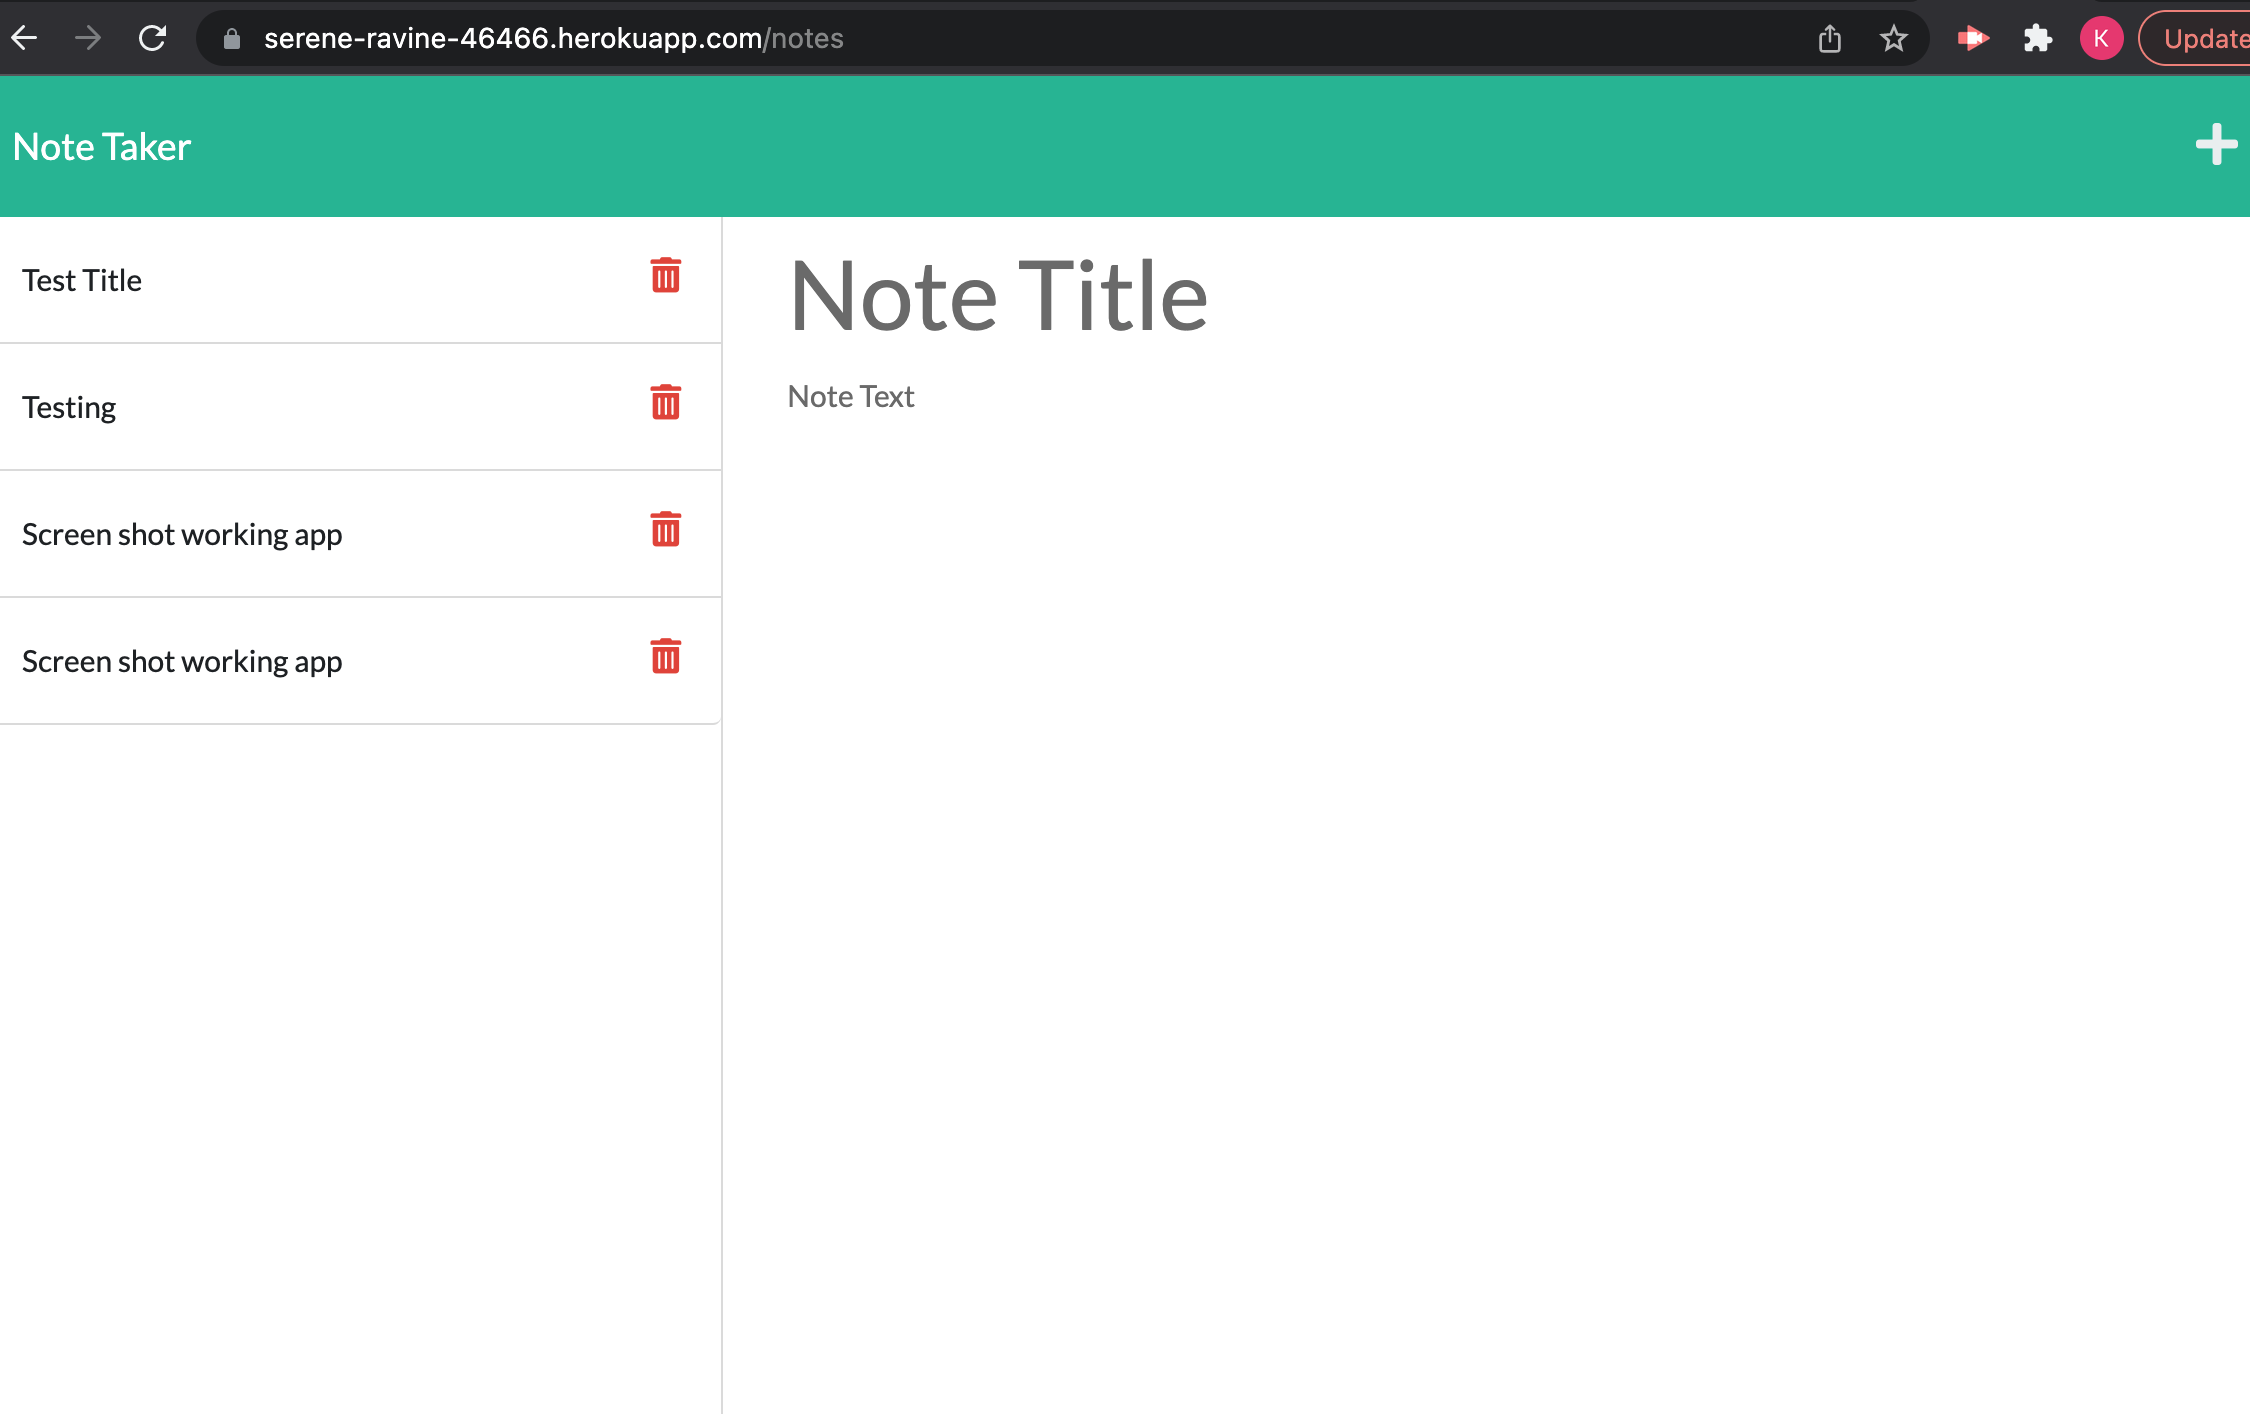 serene-ravine-46466.herokuapp.com/notes
K
Update
Note Taker
Test Title
Testing
Screen shot working app
Screen shot working app
Note Title
Note Text